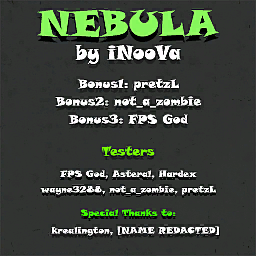 NEBULA
by iNooVa
Bonus1: pretzL
Bonus2: not_a_zombie
Bonus3: FPS God
Testers
FPS God, Asteral, Hardex
wayne3288, not_a_zombie, pretzL
Special Thanks to:
krealington, [NAME REDACTED]